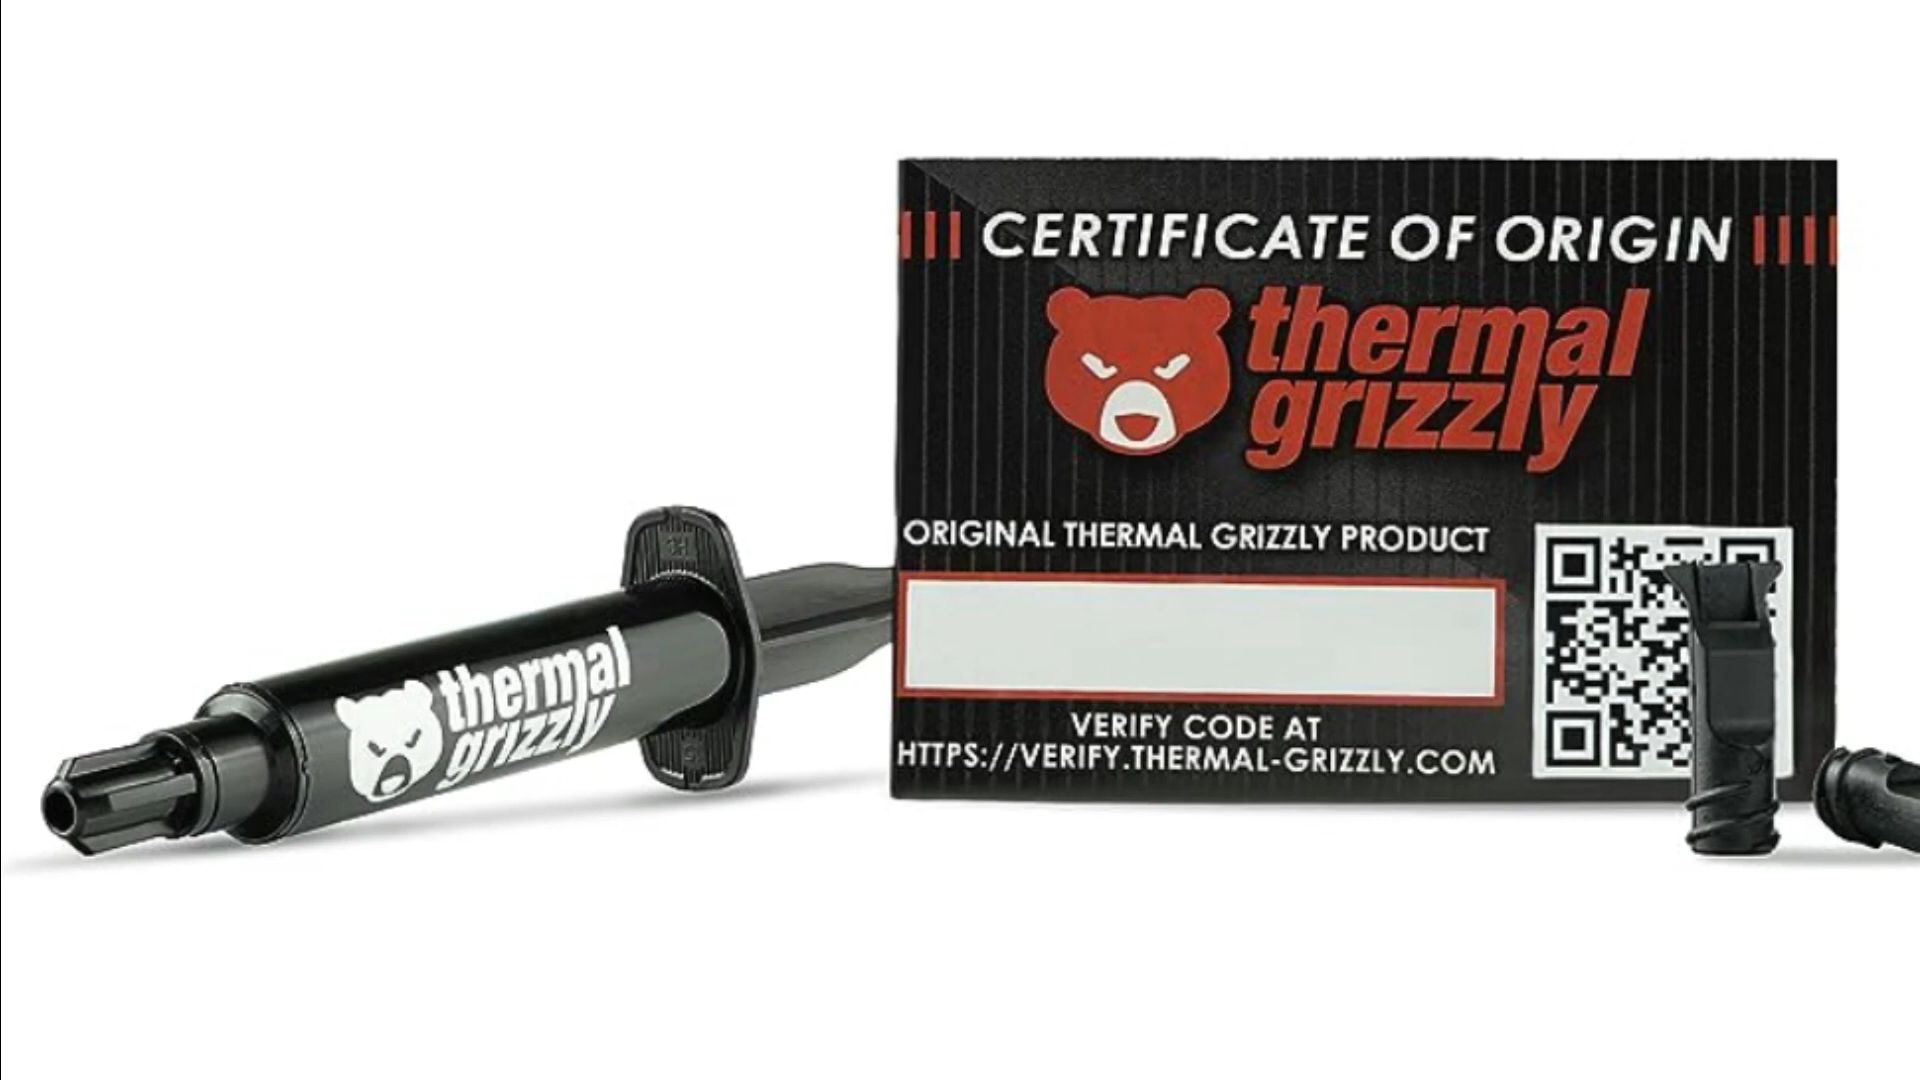 CERTIFICATE OF ORIGIN
thermal
grizzly
ORIGINAL THERMAL GRIZZLY PRODUCT
VERIFY CODE AT
HTTPS://VERIFY.THERMAL-GRIZZLY.COM
thermal
grizzly